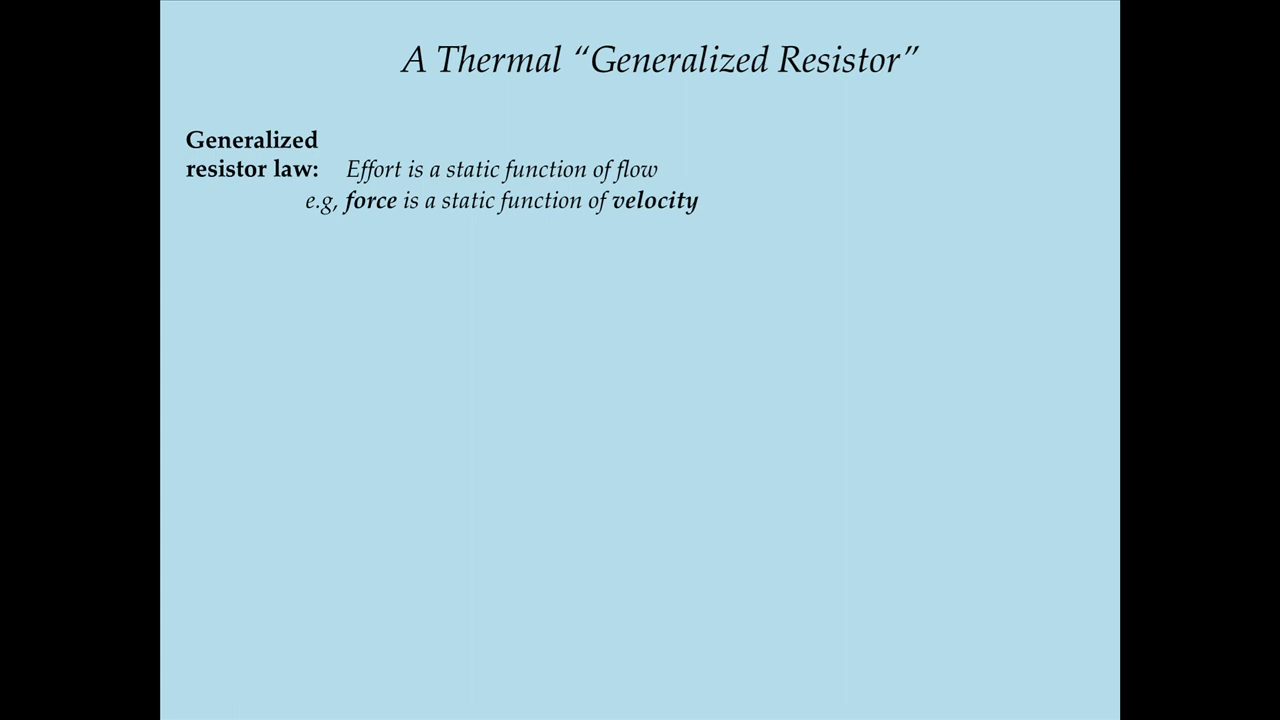 A Thermal “Generalized Resistor”
Generalized
resistor law: Effort is a static function of flow
e.g, force is a static function of velocity